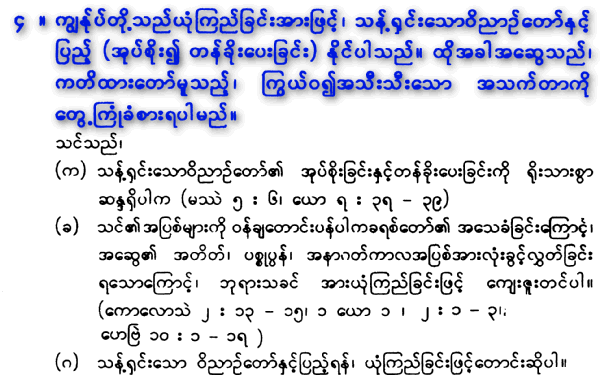 ၄ ။ ကျွန်ုပ်တို့သည်ယုံကြည်ခြင်းအားဖြင့်၊ သန့်ရှင်းသောဝိညာဉ်တော်နှင့်
ပြည့် (အုပ်စိုး၍ တန်ခိုးပေးခြင်း) နိုင်ပါသည်။ ထိုအခါအဆွေသည်၊
ကတိထားတော်မူသည့်၊ ကြွယ်ဝ၍အသီးသီးသော အသက်တာကို
တွေ့ကြုံခံစားရပါမည်။
သင်သည်၊
(က) သန့်ရှင်းသောဝိညာဉ်တော်၏ အုပ်စိုးခြင်းနှင့်တန်ခိုးပေးခြင်းကို ရိုးသားစွာ
ဆန္ဒရှိပါက (မဿဲ ၅ : ၆၊ ယော ရ : ၃ရ – ၃၉)
(ခ) သင်၏အပြစ်များကို ဝန်ချတောင်းပန်ပါကခရစ်တော်၏ အသေခံခြင်းကြောင့်၊
အဆွေ၏ အတိတ်၊ ပစ္စုပ္ပန်၊ အနာဂတ်ကာလအပြစ်အားလုံးခွင့်လွှတ်ခြင်း
ရသောကြောင့်၊ ဘုရားသခင် အားယုံကြည်ခြင်းဖြင့် ကျေးဇူးတင်ပါ။
(ကောလောသဲ ၂ : ၁၃ – ၁၅၊ ၁ ယော ၁ ၊ ၂ : ၁ – ၃၊
ဟေဗြဲ ၁၀ : ၁ – ၁ရ )
(ဂ) သန့်ရှင်းသော ဝိညာဉ်တော်နှင့်ပြည့်ရန်၊ ယုံကြည်ခြင်းဖြင့်တောင်းဆိုပါ။